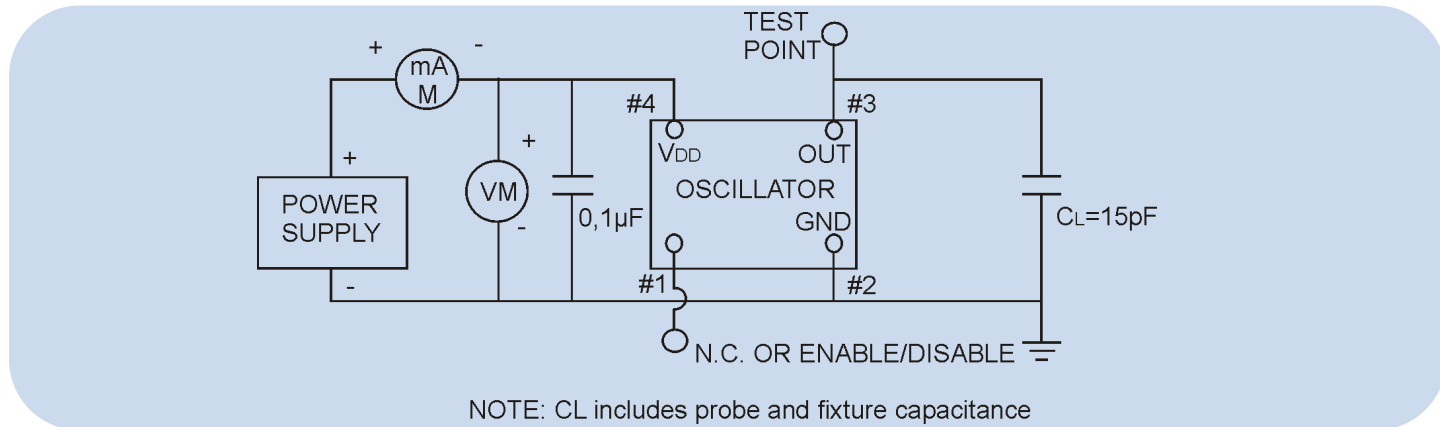 TEST
POINT
+
-
mA
M
#4
#3
+
+
VDD
OUT
POWER
SUPPLY
VM
0,1µF
OSCILLATOR
CL=15pF
GND
-
-
#1
#2
N.C. OR ENABLE/DISABLE
NOTE: CL includes probe and fixture capacitance